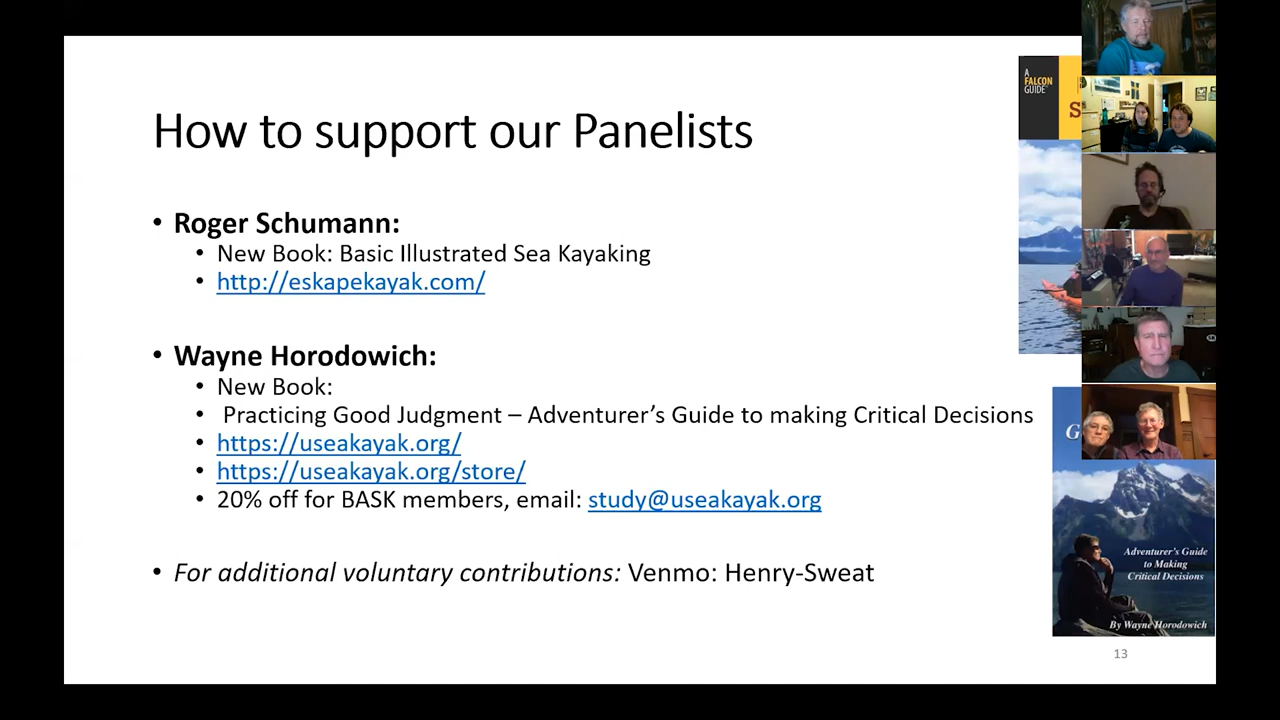 How to support our Panelists
• Roger Schumann:
• New Book: Basic Illustrated Sea Kayaking
• http://eskapekayak.com/
• Wayne Horodowich:
• New Book:
• Practicing Good Judgment – Adventurer's Guide to making Critical Decisions
• https://useakayak.org/
• https://useakayak.org/store/
• 20% off for BASK members, email: study@useakayak.org
• For additional voluntary contributions: Venmo: Henry-Sweat
A
FALCON
GUIDE
S
G
Adventurer's Guide
to Making
Critical Decisions
By Wayne Horodowich
13